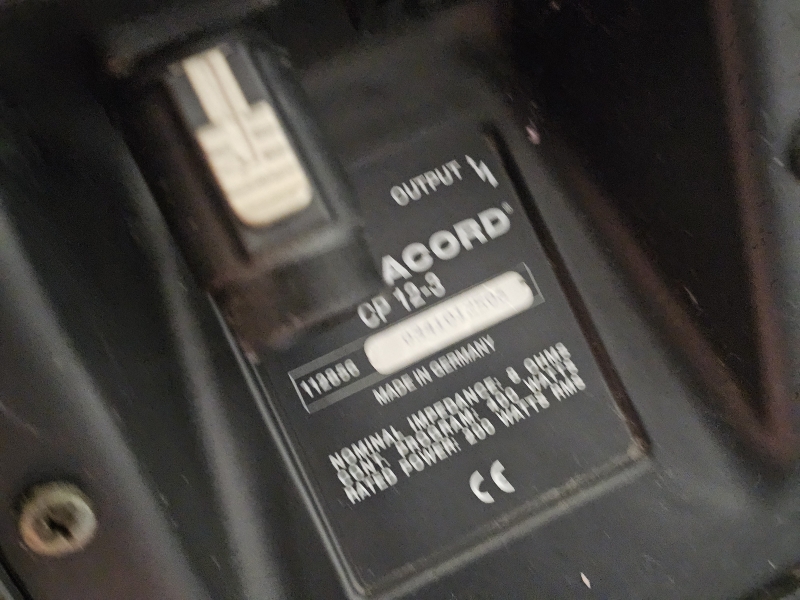 OUTPUT
ACORD®
CP 12-3
MADE IN GERMANY
NOMINAL IMPEDANCE: 8 OHMS
CONT. PROGRAM: WATTS
RATED POWER: WATTS RMS
CE